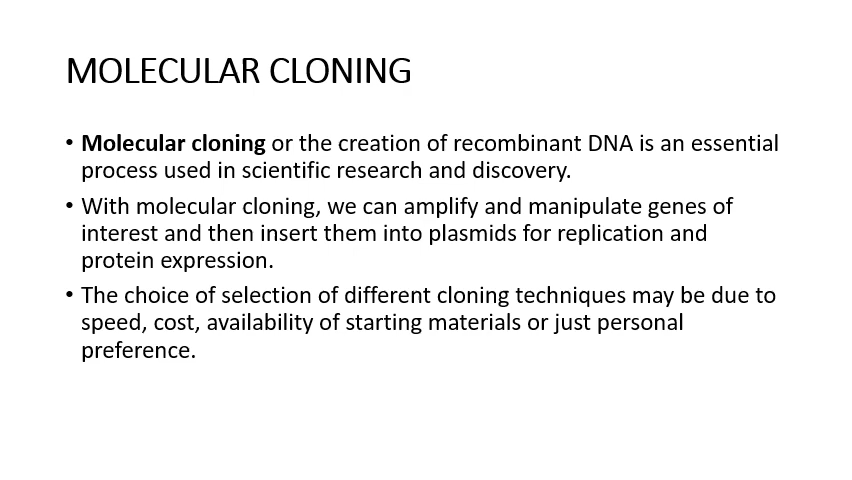 MOLECULAR CLONING
• Molecular cloning or the creation of recombinant DNA is an essential
process used in scientific research and discovery.
• With molecular cloning, we can amplify and manipulate genes of
interest and then insert them into plasmids for replication and
protein expression.
• The choice of selection of different cloning techniques may be due to
speed, cost, availability of starting materials or just personal
preference.